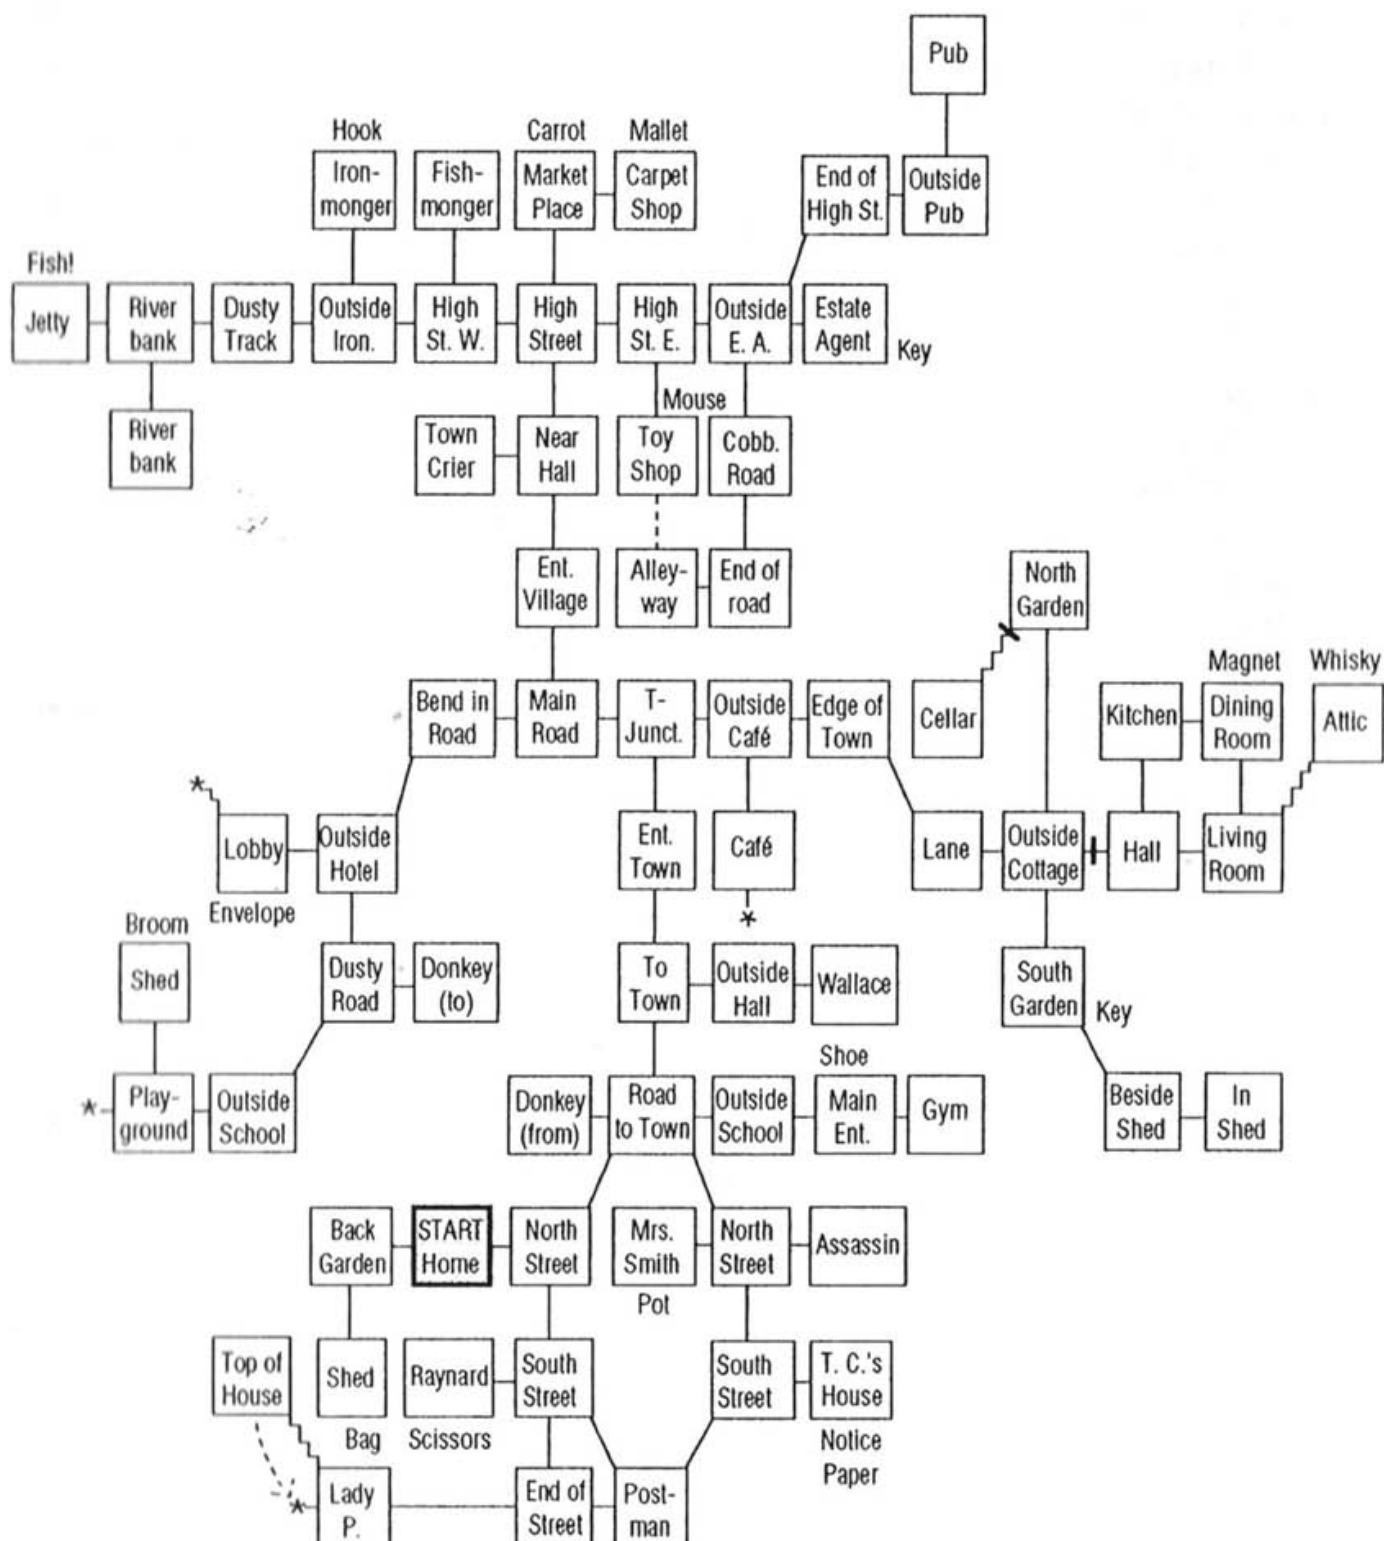 Pub
Hook
Carrot
Mallet
Iron-
monger
Fish-
monger
Market
Place
Carpet
Shop
End of
High St.
Outside
Pub
Fish!
Jetty
River
bank
Dusty
Track
Outside
Iron.
High
St. W.
High
Street
High
St. E.
Outside
E. A.
Estate
Agent
Key
Mouse
River
bank
Town
Crier
Near
Hall
Toy
Shop
Cobb.
Road
Ent.
Village
Alley-
way
End of
road
North
Garden
Magnet
Whisky
Bend in
Road
Main
Road
T-
Junct.
Outside
Café
Edge of
Town
Cellar
Kitchen
Dining
Room
Attic
*
Lobby
Outside
Hotel
Ent.
Town
Café
Lane
Outside
Cottage
Hall
Living
Room
Envelope
*
Broom
Shed
Dusty
Road
Donkey
(to)
To
Town
Outside
Hall
Wallace
South
Garden
Key
Shoe
*
Play-
ground
Outside
School
Donkey
(from)
Road
to Town
Outside
School
Main
Ent.
Gym
Beside
Shed
In
Shed
Back
Garden
START
Home
North
Street
Mrs.
Smith
North
Street
Assassin
Pot
Top of
House
Shed
Raynard
South
Street
South
Street
T. C.'s
House
Bag
Scissors
Notice
Paper
*
Lady
P.
End of
Street
Post-
man